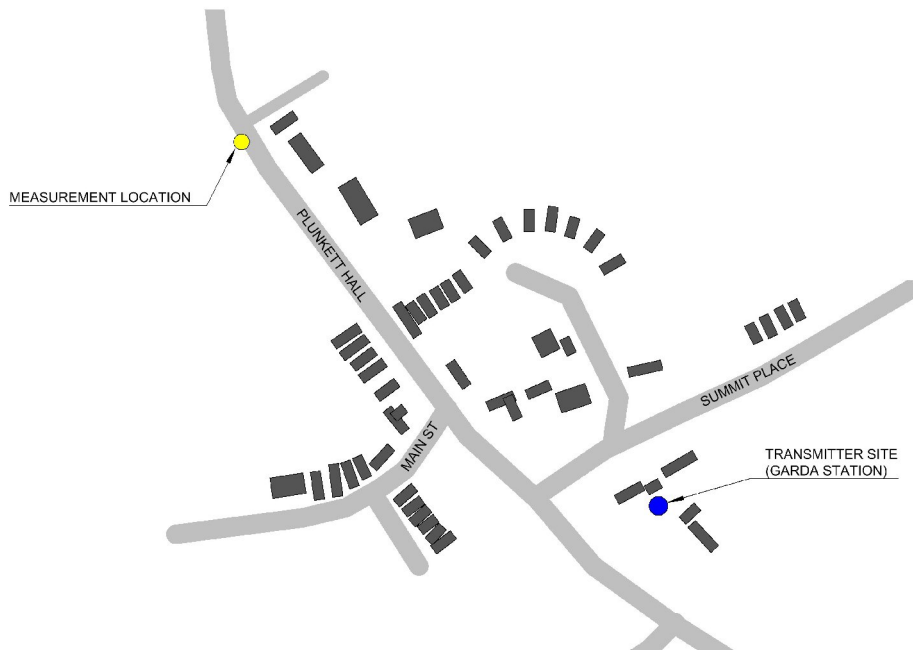 MEASUREMENT LOCATION
PLUNKETT HALL
SUMMIT PLACE
MAIN ST
TRANSMITTER SITE
(GARDA STATION)